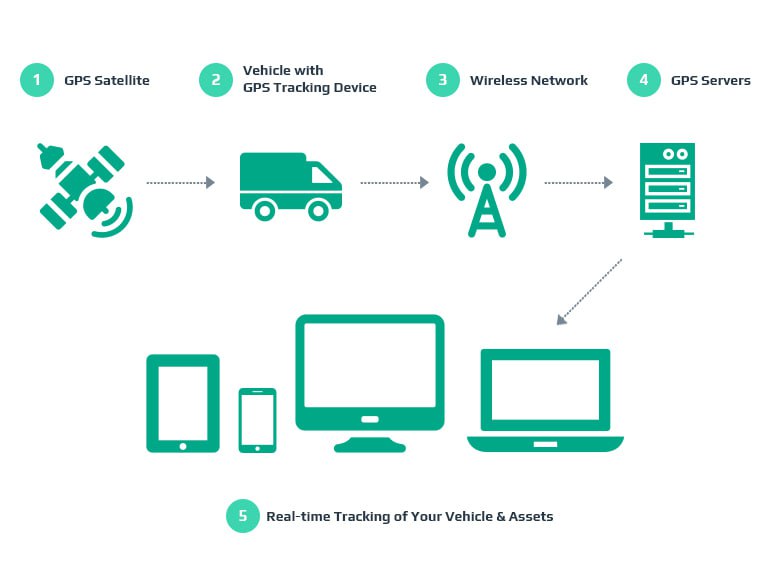 1 GPS Satellite
2 Vehicle with
GPS Tracking Device
3 Wireless Network
4 GPS Servers
5 Real-time Tracking of Your Vehicle & Assets